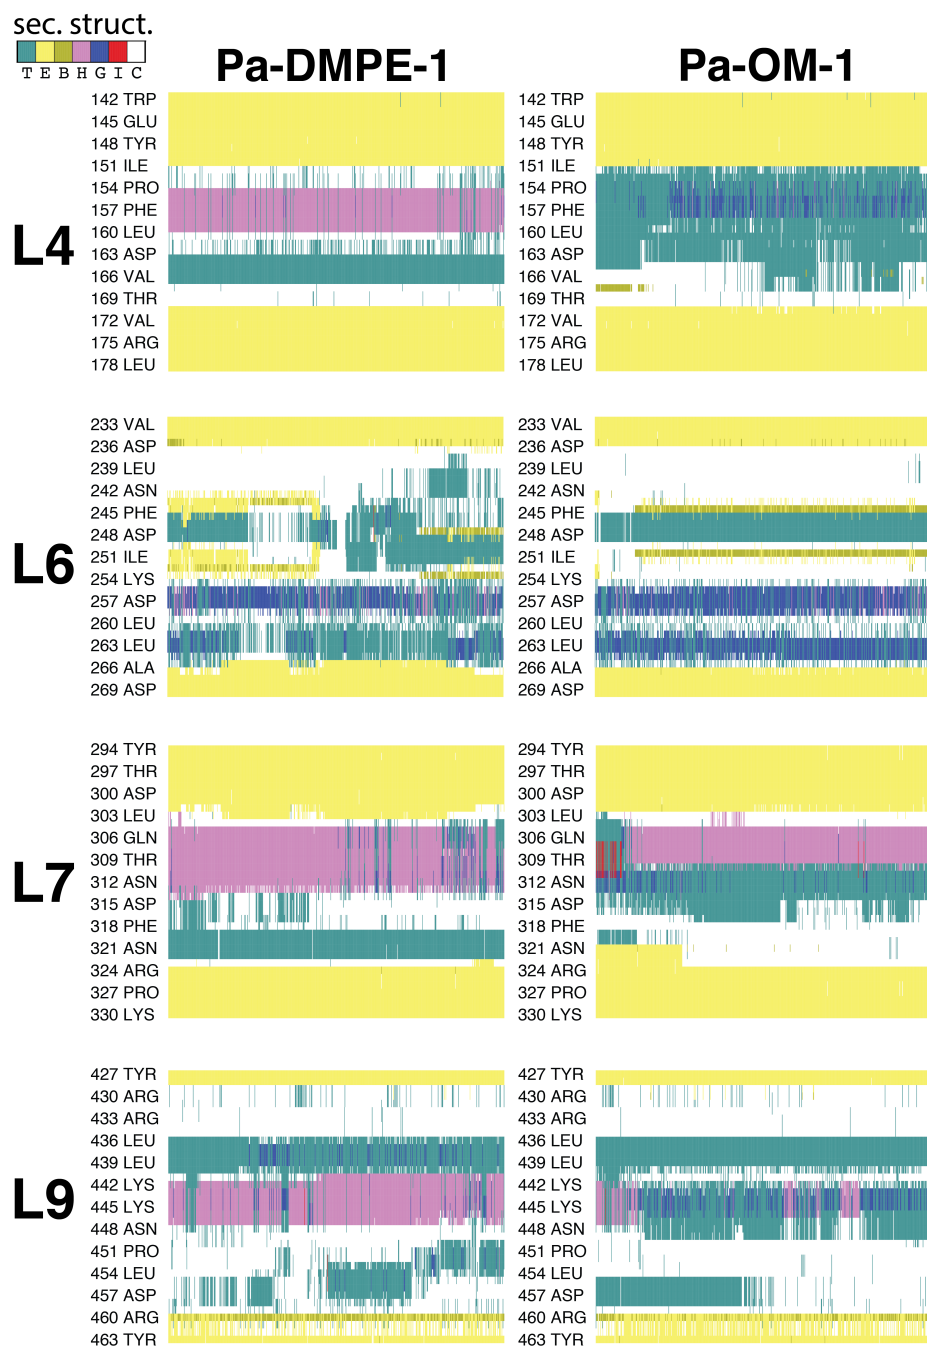 sec. struct.
T E B H G I C
Pa-DMPE-1
Pa-OM-1
L4
142 TRP
145 GLU
148 TYR
151 ILE
154 PRO
157 PHE
160 LEU
163 ASP
166 VAL
169 THR
172 VAL
175 ARG
178 LEU
142 TRP
145 GLU
148 TYR
151 ILE
154 PRO
157 PHE
160 LEU
163 ASP
166 VAL
169 THR
172 VAL
175 ARG
178 LEU
L6
233 VAL
236 ASP
239 LEU
242 ASN
245 PHE
248 ASP
251 ILE
254 LYS
257 ASP
260 LEU
263 LEU
266 ALA
269 ASP
233 VAL
236 ASP
239 LEU
242 ASN
245 PHE
248 ASP
251 ILE
254 LYS
257 ASP
260 LEU
263 LEU
266 ALA
269 ASP
L7
294 TYR
297 THR
300 ASP
303 LEU
306 GLN
309 THR
312 ASN
315 ASP
318 PHE
321 ASN
324 ARG
327 PRO
330 LYS
294 TYR
297 THR
300 ASP
303 LEU
306 GLN
309 THR
312 ASN
315 ASP
318 PHE
321 ASN
324 ARG
327 PRO
330 LYS
L9
427 TYR
430 ARG
433 ARG
436 LEU
439 LEU
442 LYS
445 LYS
448 ASN
451 PRO
454 LEU
457 ASP
460 ARG
463 TYR
427 TYR
430 ARG
433 ARG
436 LEU
439 LEU
442 LYS
445 LYS
448 ASN
451 PRO
454 LEU
457 ASP
460 ARG
463 TYR